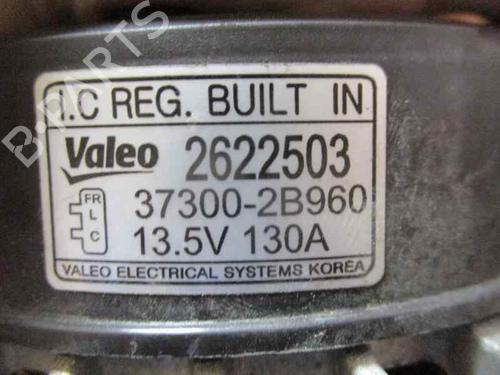 I.C REG. BUILT IN
Valeo 2622503
FR
L
C
37300-2B960
13.5V 130A
VALEO ELECTRICAL SYSTEMS KOREA
B-PARTS